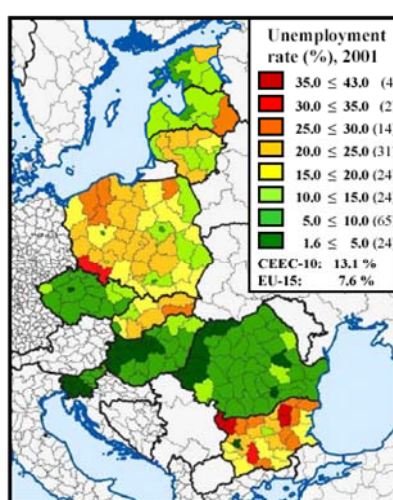 Unemployment
rate (%), 2001
35.0 ≤ 43.0 (4
30.0 ≤ 35.0 (2
25.0 ≤ 30.0 (14
20.0 ≤ 25.0 (31
15.0 ≤ 20.0 (24
10.0 ≤ 15.0 (24
5.0 ≤ 10.0 (65
1.6 ≤ 5.0 (24
CEEC-10: 13.1 %
EU-15: 7.6 %